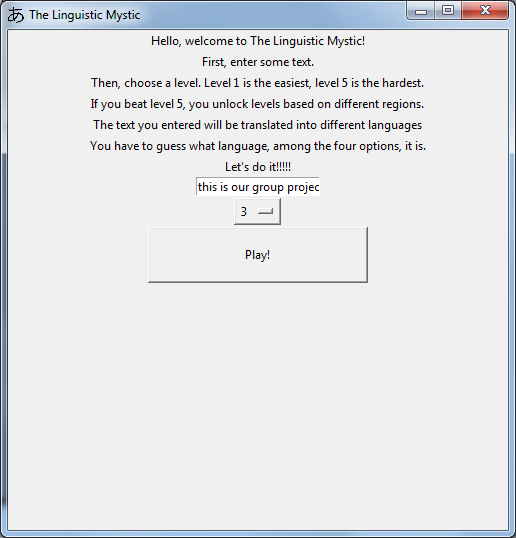 あ The Linguistic Mystic
Hello, welcome to The Linguistic Mystic!
First, enter some text.
Then, choose a level. Level 1 is the easiest, level 5 is the hardest.
If you beat level 5, you unlock levels based on different regions.
The text you entered will be translated into different languages
You have to guess what language, among the four options, it is.
Let's do it!!!!!
this is our group projec
3
Play!